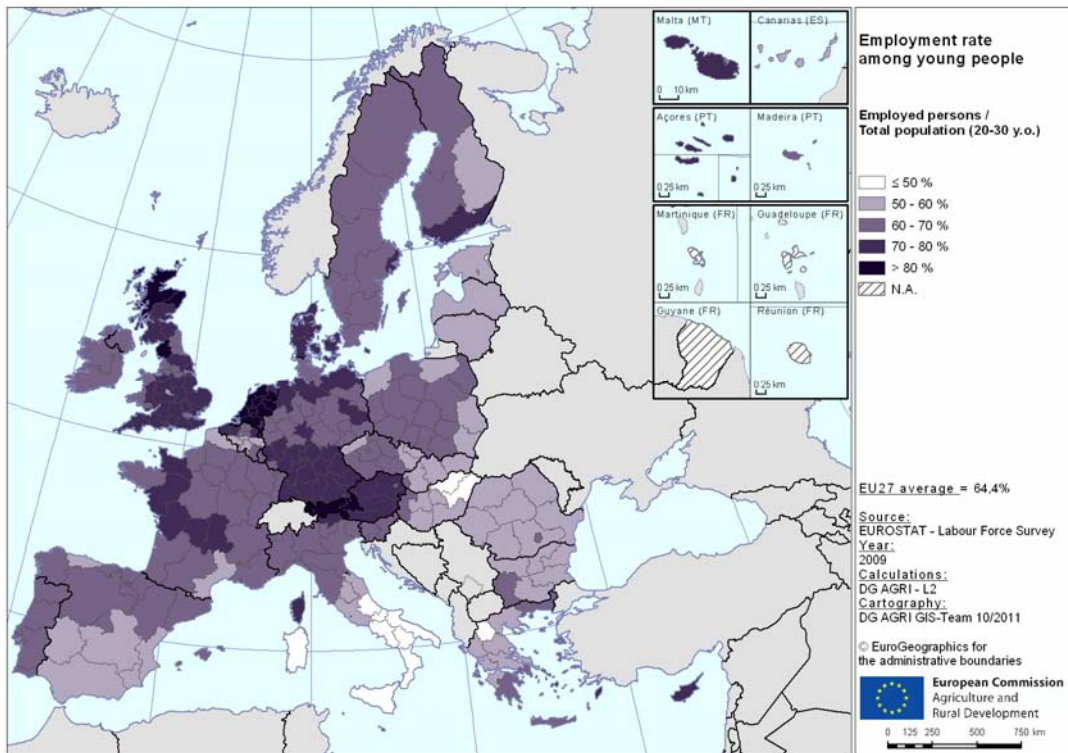 Malta (MT)
0 10 km
Canarias (ES)
Açores (PT)
0 25 km
0 25 km
Madeira (PT)
0 25 km
Martinique (FR)
0 25 km
Guadeloupe (FR)
0 25 km
Guyane (FR)
Réunion (FR)
0 25 km
Employment rate
among young people
Employed persons /
Total population (20-30 y.o.)
≤ 50 %
50 - 60 %
60 - 70 %
70 - 80 %
> 80 %
N.A.
EU27 average = 64,4%
Source:
EUROSTAT - Labour Force Survey
Year:
2009
Calculations:
DG AGRI - L2
Cartography:
DG AGRI GIS-Team 10/2011
© EuroGeographics for
the administrative boundaries
European Commission
Agriculture and
Rural Development
0 125 250 500 750 km